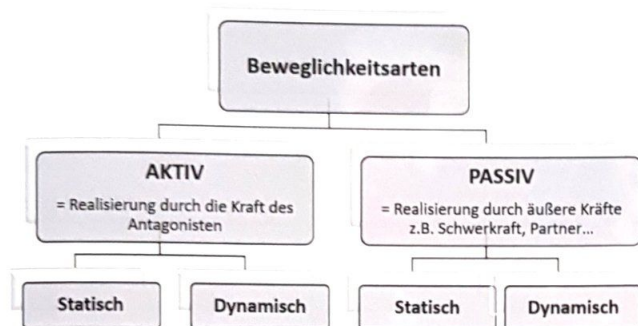 Beweglichkeitsarten
AKTIV
= Realisierung durch die Kraft des
Antagonisten
PASSIV
= Realisierung durch äußere Kräfte
z.B. Schwerkraft, Partner...
Statisch
Dynamisch
Statisch
Dynamisch